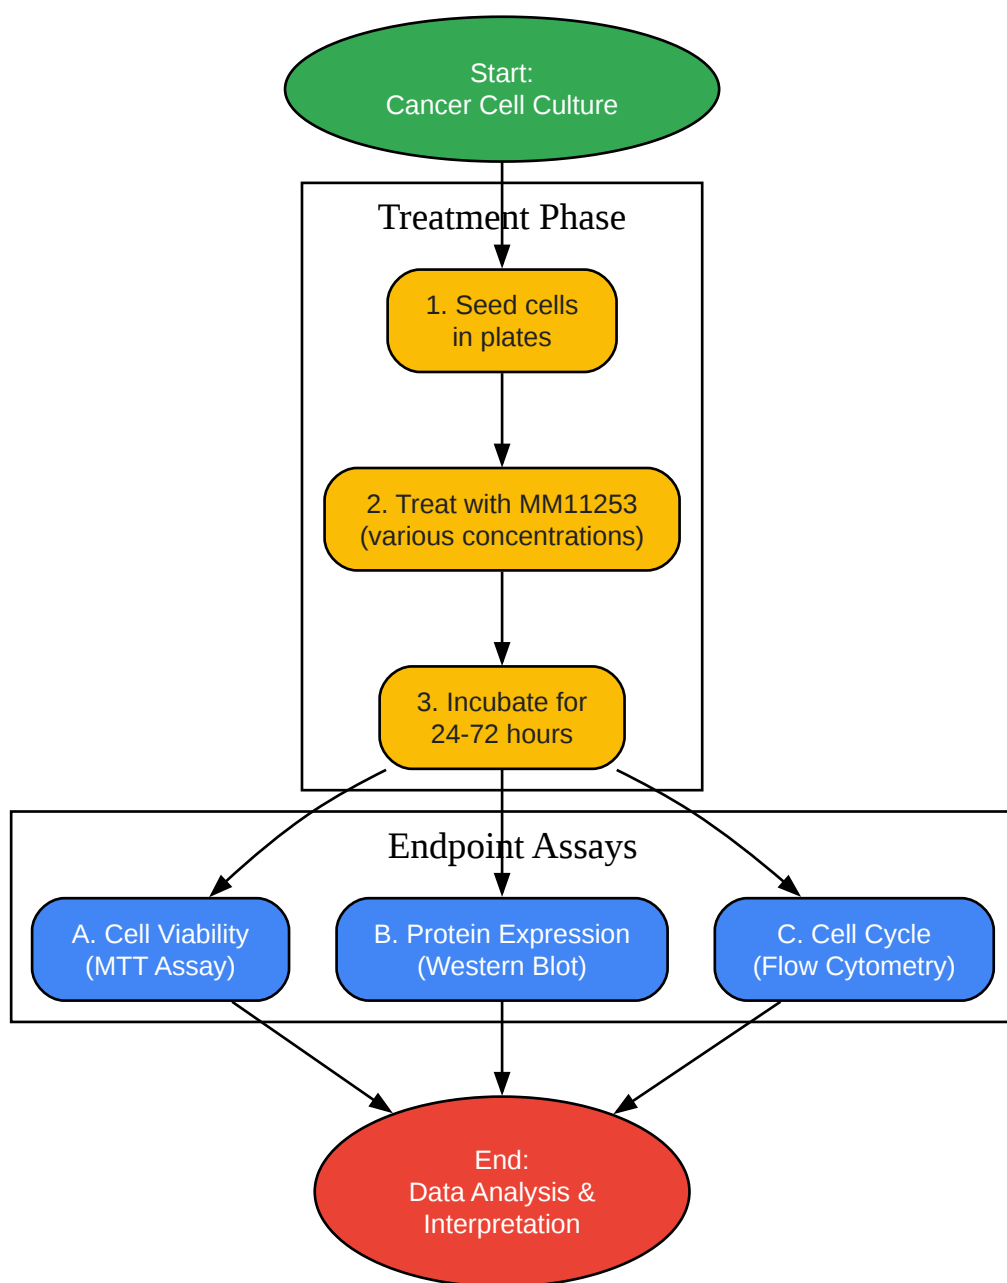 Start:
Cancer Cell Culture
Treatment Phase
1. Seed cells
in plates
2. Treat with MM11253
(various concentrations)
3. Incubate for
24-72 hours
Endpoint Assays
A. Cell Viability
(MTT Assay)
B. Protein Expression
(Western Blot)
C. Cell Cycle
(Flow Cytometry)
End:
Data Analysis &
Interpretation